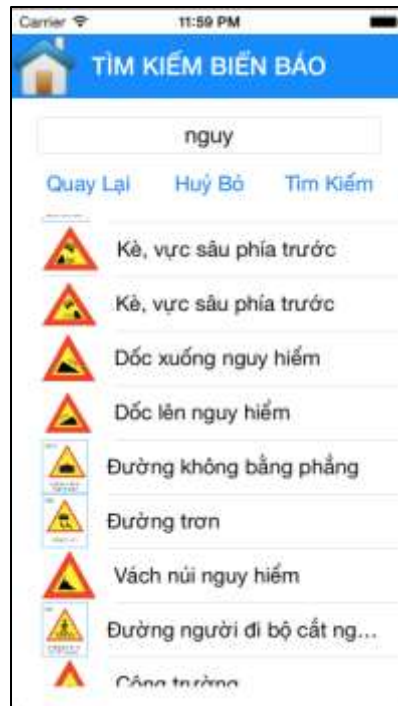 Carrier
11:59 PM
TÌM KIẾM BIỂN BÁO
nguy
Quay Lại Huỷ Bỏ Tìm Kiếm
Kè, vực sâu phía trước
Kè, vực sâu phía trước
Dốc xuống nguy hiểm
Dốc lên nguy hiểm
Đường không bằng phẳng
Đường trơn
Vách núi nguy hiểm
Đường người đi bộ cắt ng...
Công trường